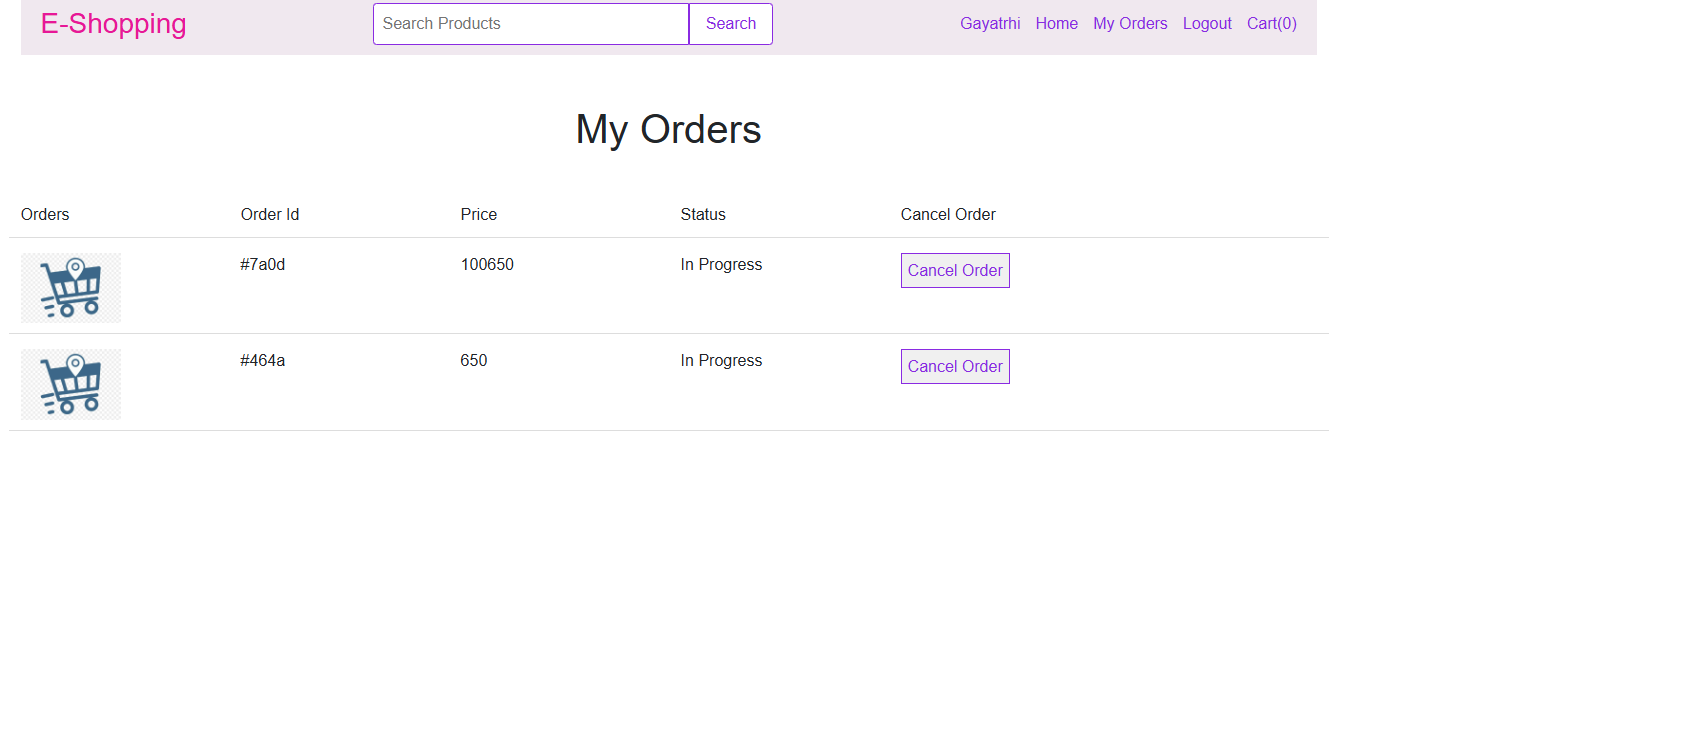 E-Shopping Search Products Search Gayatrhi Home My Orders Logout Cart(0)
My Orders
Orders Order Id Price Status Cancel Order
#7a0d 100650 In Progress Cancel Order
#464a 650 In Progress Cancel Order